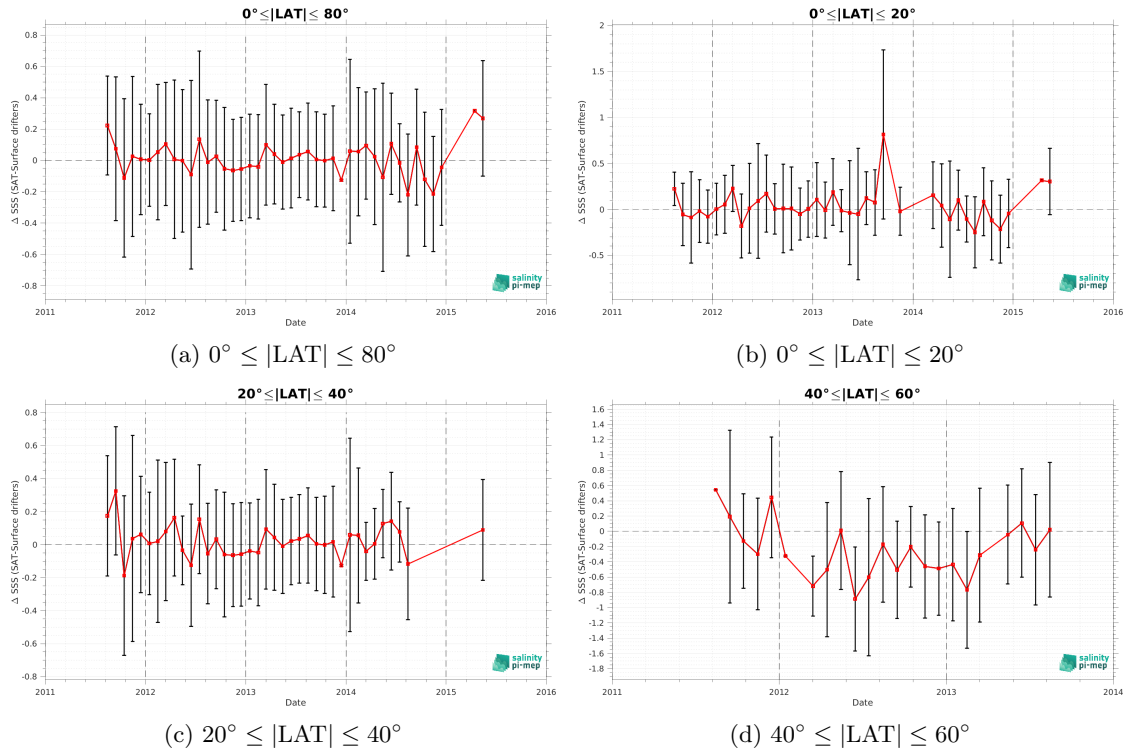 0°≤|LAT|≤ 80°
Δ SSS (SAT-Surface drifters)
0.8
0.6
0.4
0.2
0
-0.2
-0.4
-0.6
-0.8
2011 2012 2013 2014 2015 2016
Date
salinity
pi-mep
(a) 0° ≤ |LAT| ≤ 80°
0°≤|LAT|≤ 20°
Δ SSS (SAT-Surface drifters)
2
1.5
1
0.5
0
-0.5
2012 2013 2014 2015 2016
Date
salinity
pi-mep
(b) 0° ≤ |LAT| ≤ 20°
20°≤|LAT|≤ 40°
Δ SSS (SAT-Surface drifters)
0.8
0.6
0.4
0.2
0
-0.2
-0.4
-0.6
-0.8
2011 2012 2013 2014 2015 2016
Date
salinity
pi-mep
(c) 20° ≤ |LAT| ≤ 40°
40°≤|LAT|≤ 60°
Δ SSS (SAT-Surface drifters)
1.6
1.4
1.2
1
0.8
0.6
0.4
0.2
0
-0.2
-0.4
-0.6
-0.8
-1
-1.2
-1.4
-1.6
-1.8
2011 2012 2013 2014
Date
salinity
pi-mep
(d) 40° ≤ |LAT| ≤ 60°